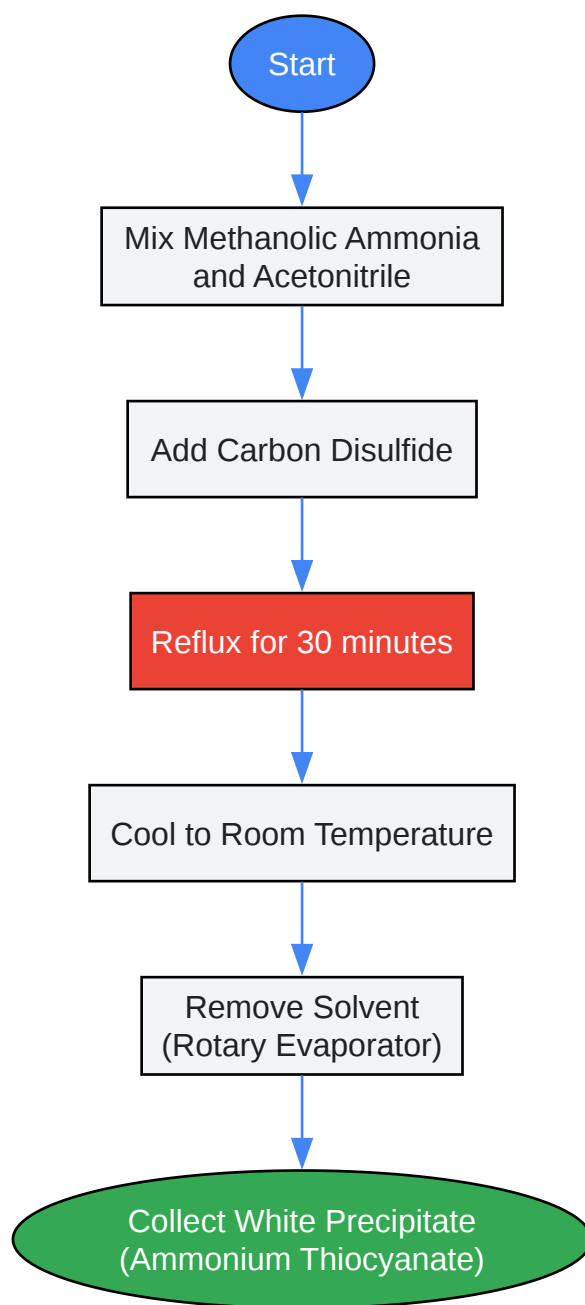 Start
Mix Methanolic Ammonia
and Acetonitrile
Add Carbon Disulfide
Reflux for 30 minutes
Cool to Room Temperature
Remove Solvent
(Rotary Evaporator)
Collect White Precipitate
(Ammonium Thiocyanate)